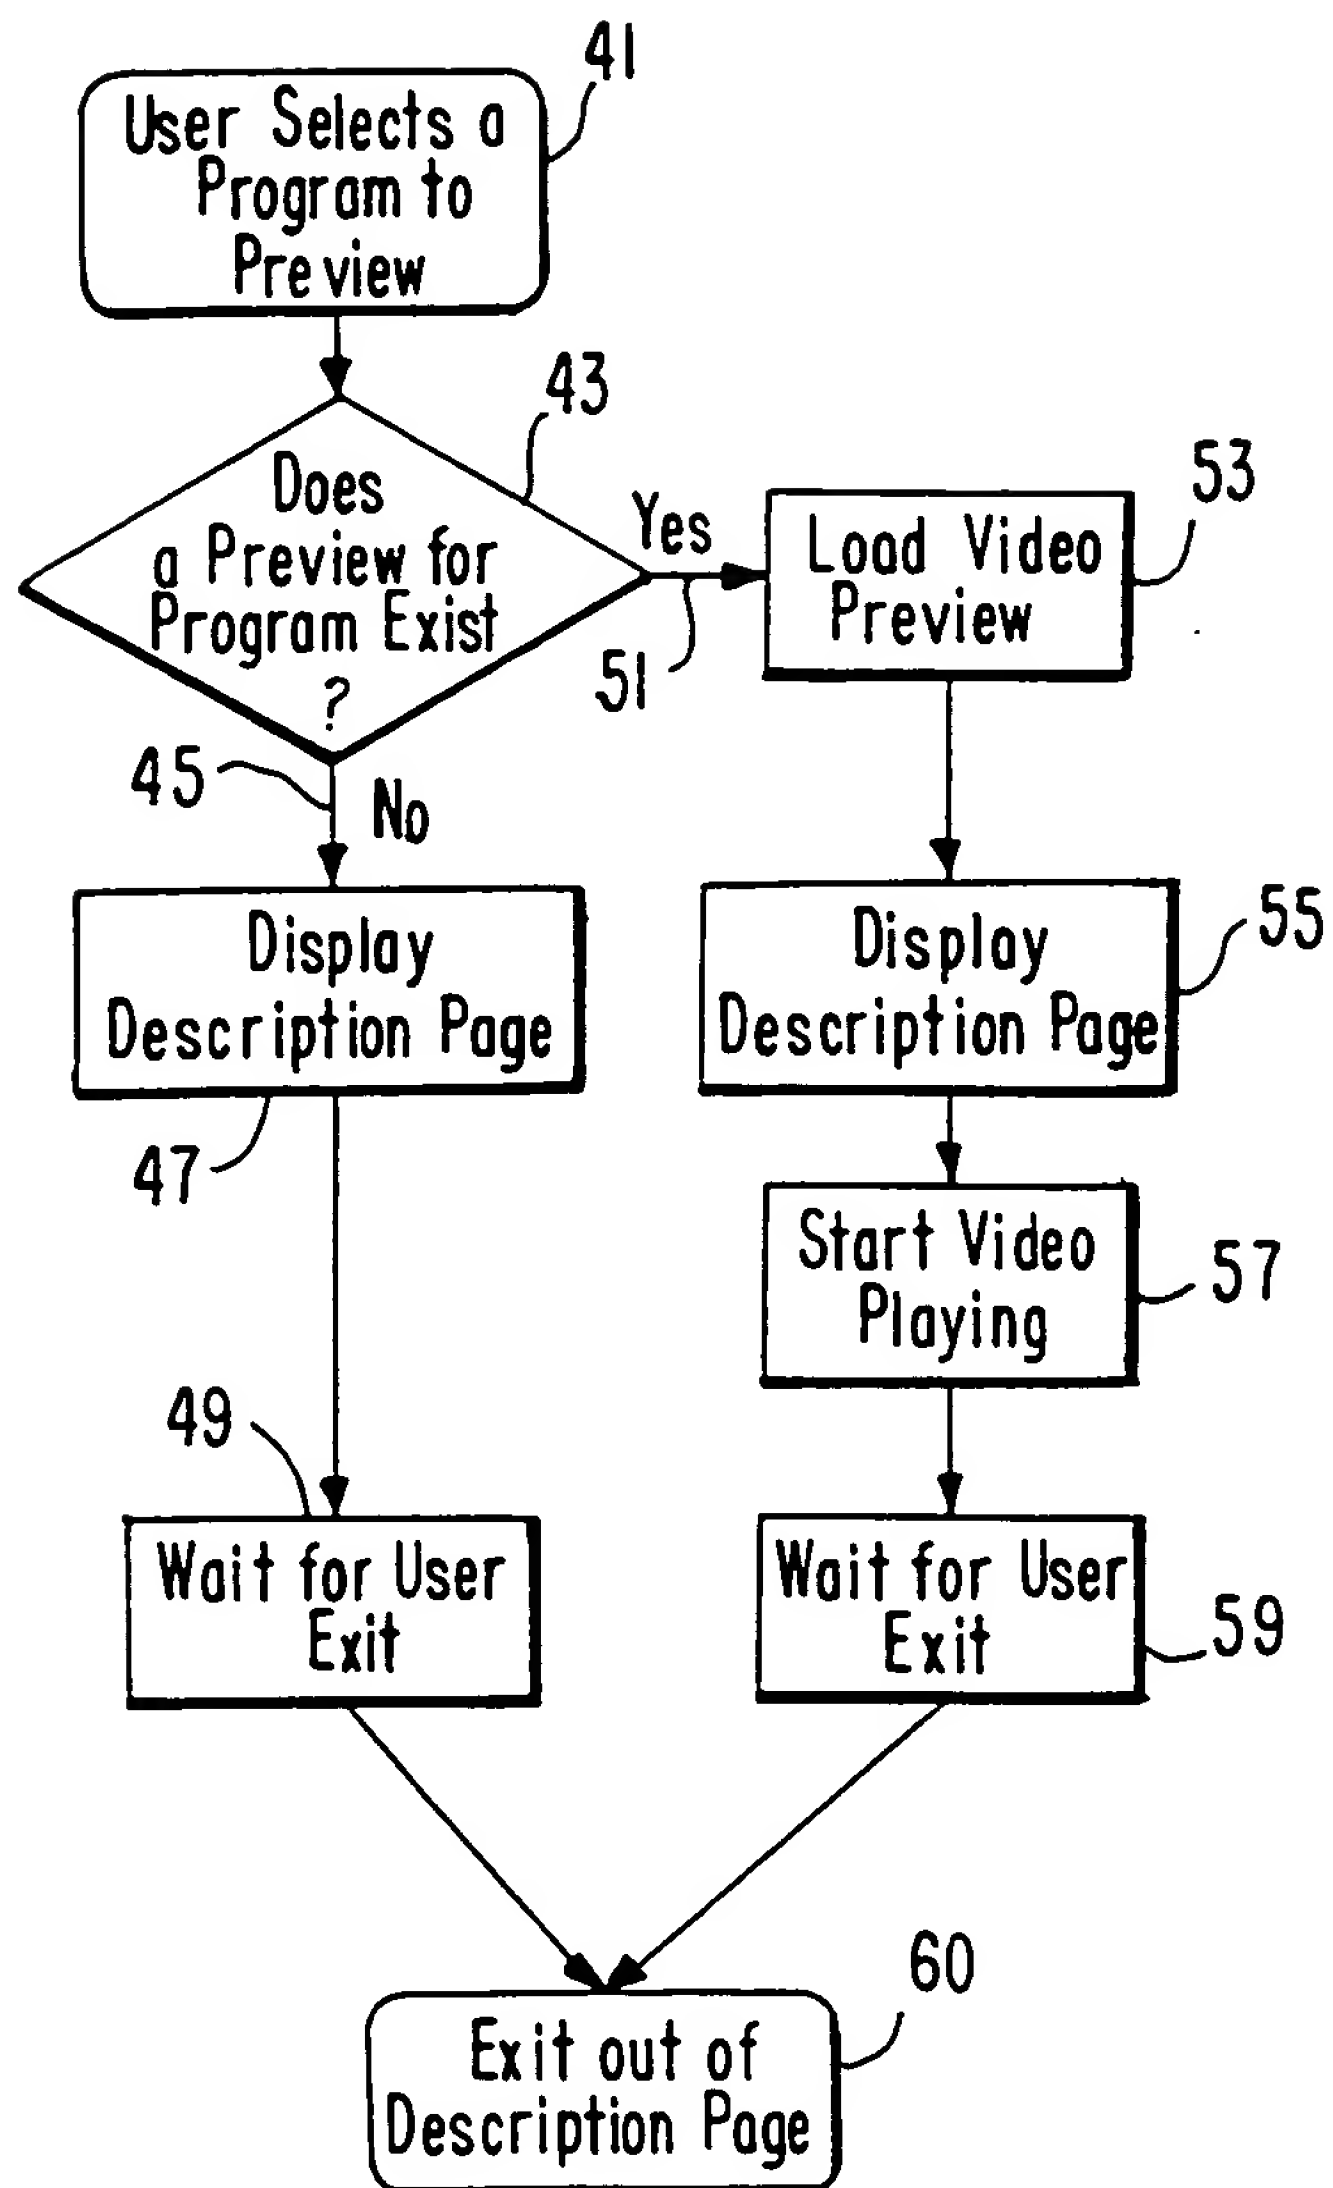 41
User Selects a
Program to
Preview
43
Does
a Preview for
Program Exist
?
Yes
51
53
Load Video
Preview
45
No
Display
Description Page
47
55
Display
Description Page
57
Start Video
Playing
49
Wait for User
Exit
59
Wait for User
Exit
60
Exit out of
Description Page